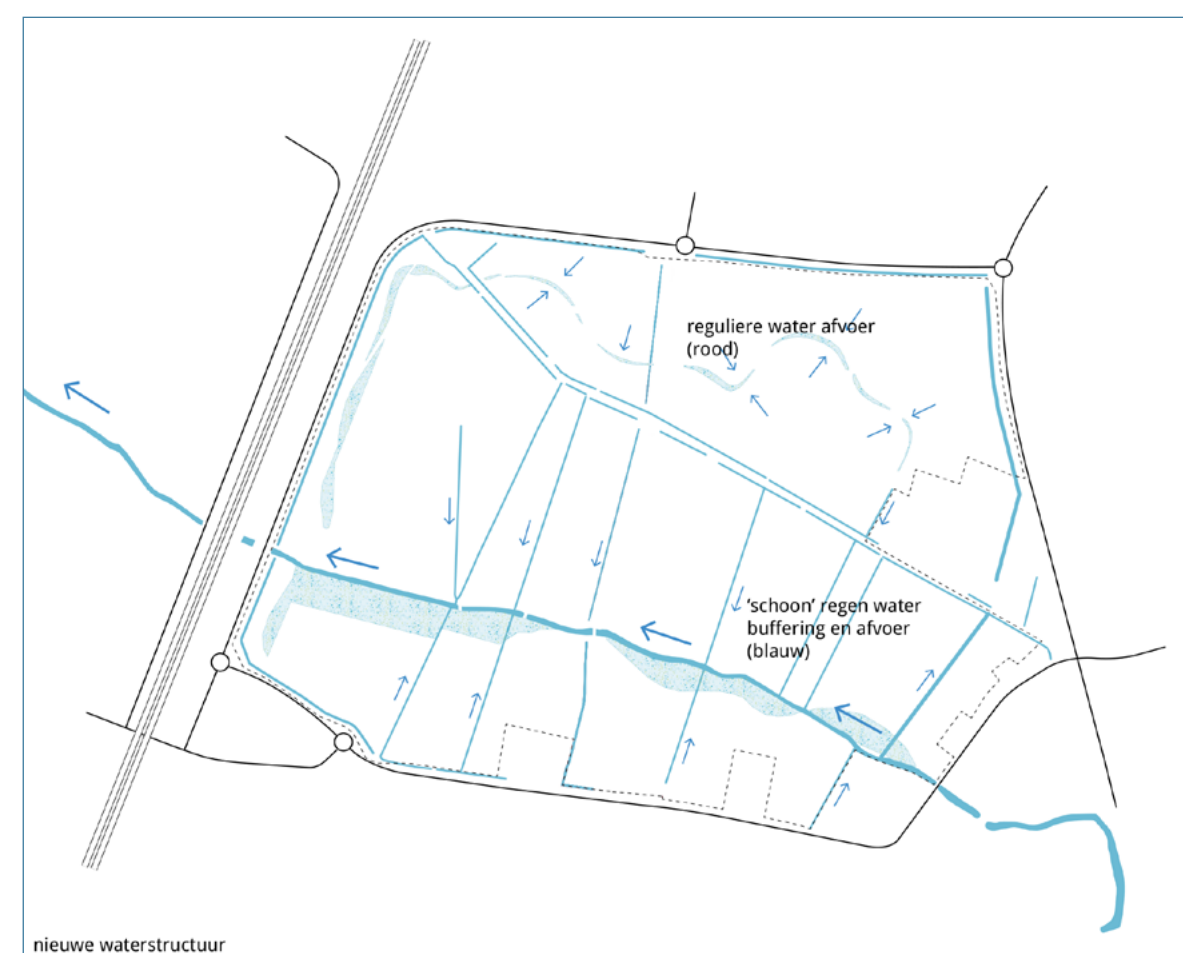 reguliere water afvoer
(rood)
‘schoon’ regen water
buffering en afvoer
(blauw)
nieuwe waterstructuur